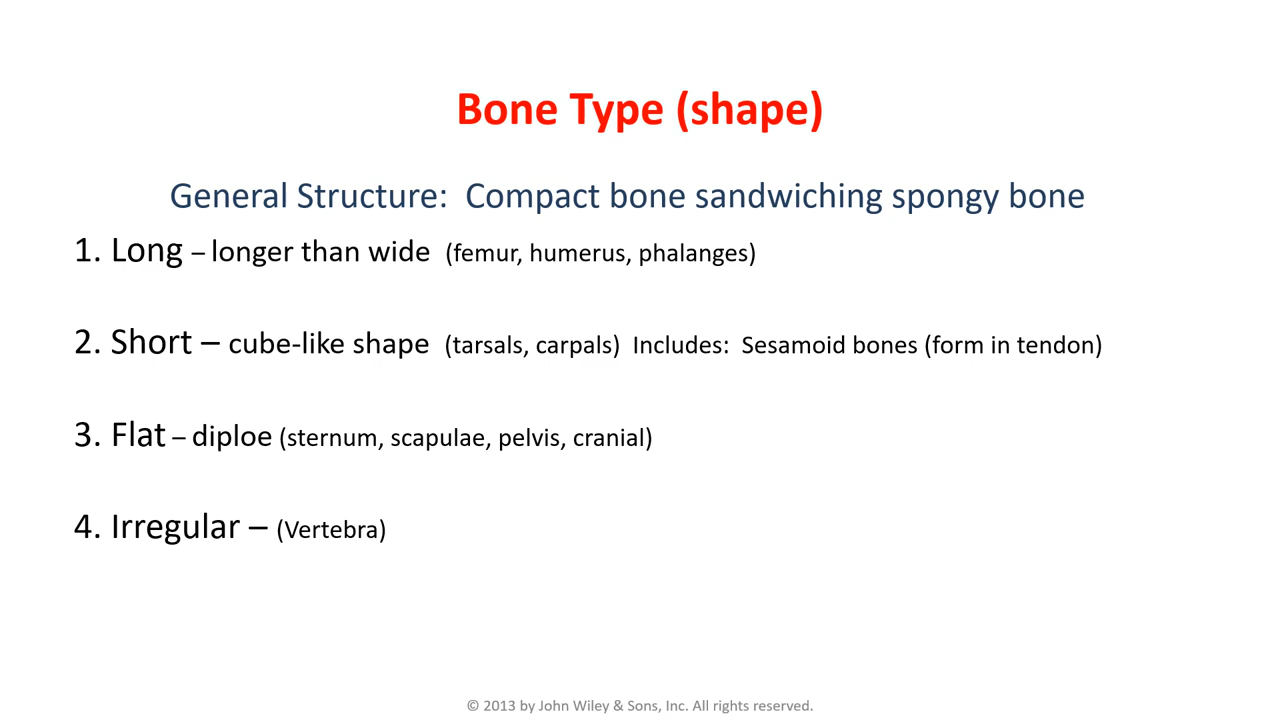 Bone Type (shape)
General Structure:  Compact bone sandwiching spongy bone
1. Long – longer than wide  (femur, humerus, phalanges)
2. Short – cube-like shape  (tarsals, carpals)  Includes:  Sesamoid bones (form in tendon)
3. Flat – diploe (sternum, scapulae, pelvis, cranial)
4. Irregular – (Vertebra)
© 2013 by John Wiley & Sons, Inc. All rights reserved.